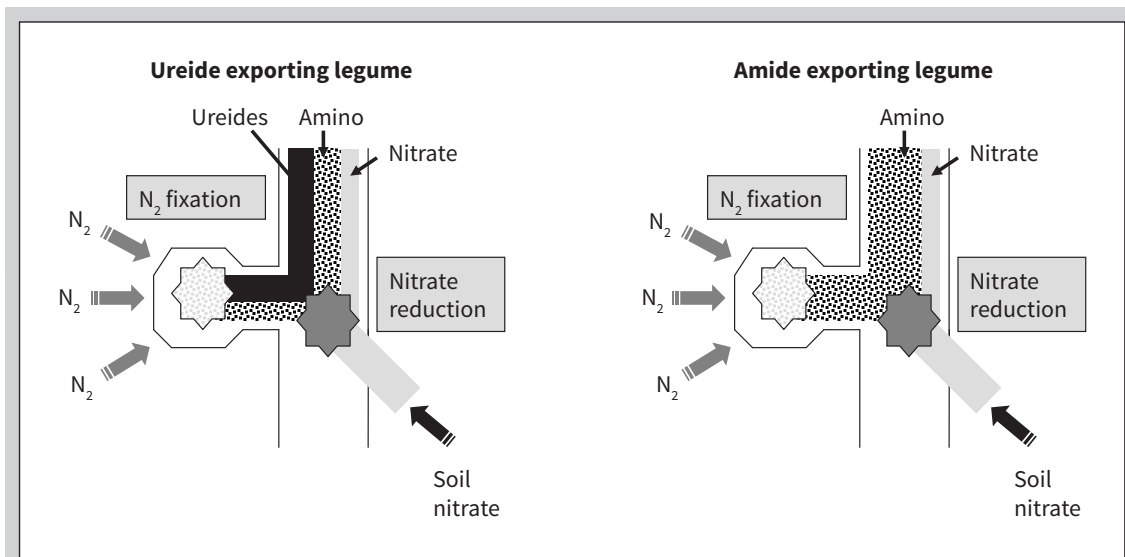 Ureide exporting legume
Ureides
Amino
Nitrate
N₂ fixation
N₂
N₂
N₂
Nitrate
reduction
Soil
nitrate
Amide exporting legume
Amino
Nitrate
N₂ fixation
N₂
N₂
N₂
Nitrate
reduction
Soil
nitrate